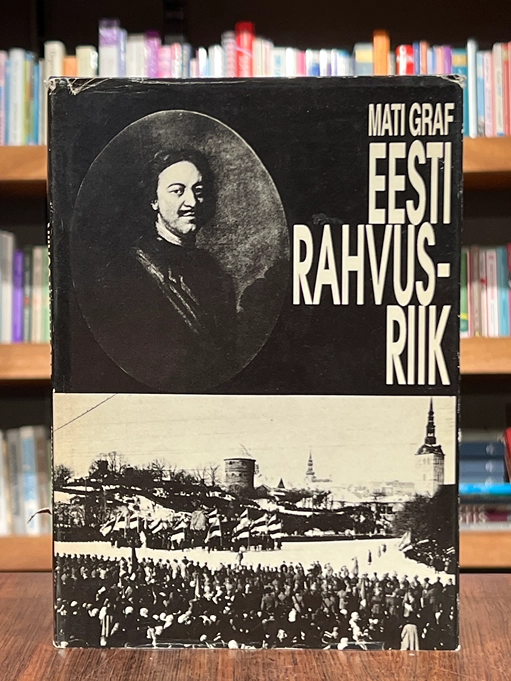 MATI GRAF
EESTI
RAHVUS-
RIIK